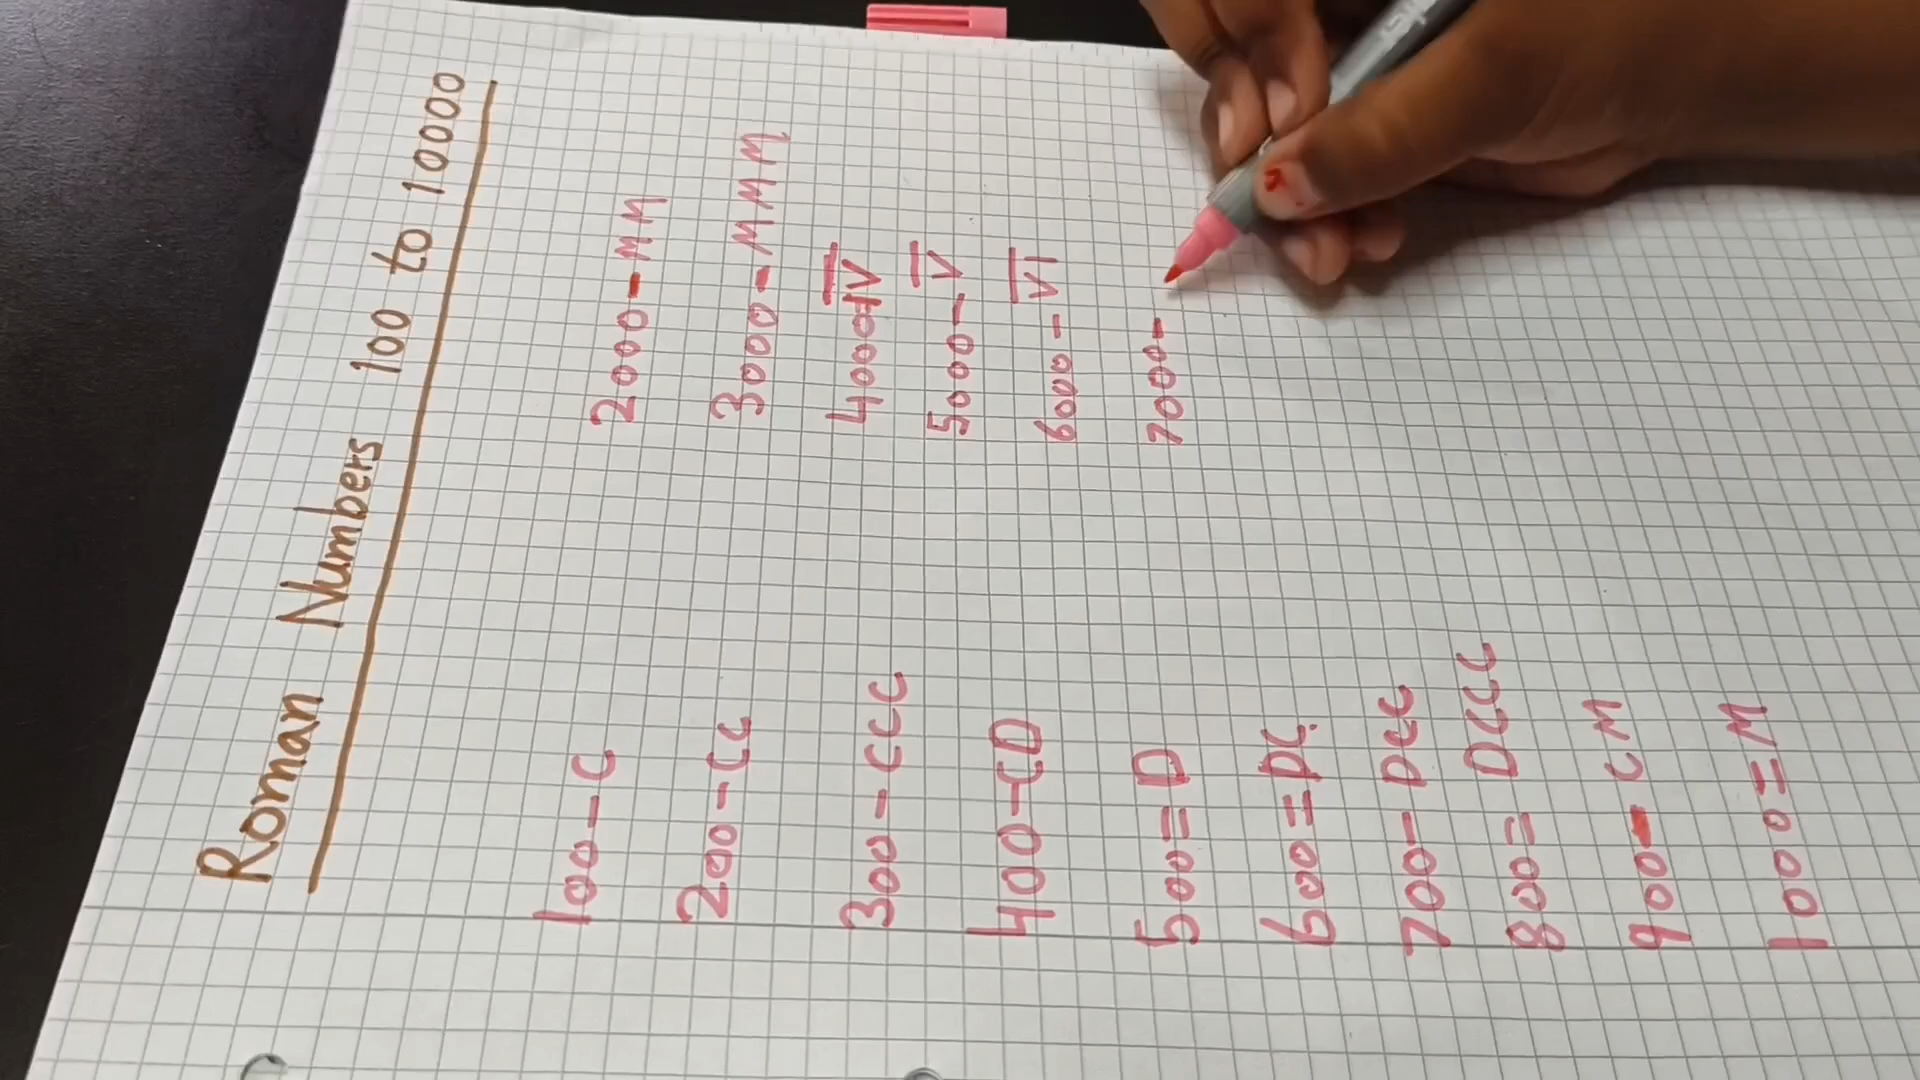 Roman Numbers 100 to 10000
100-C
200-CC
300-CCC
400-CD
500=D
600=DC
700-DCC
800=DCCC
900-CM
1000=M
2000-MM
3000-MMM
4000-I̅V̅
5000-V̅
6000-V̅I̅
7000-